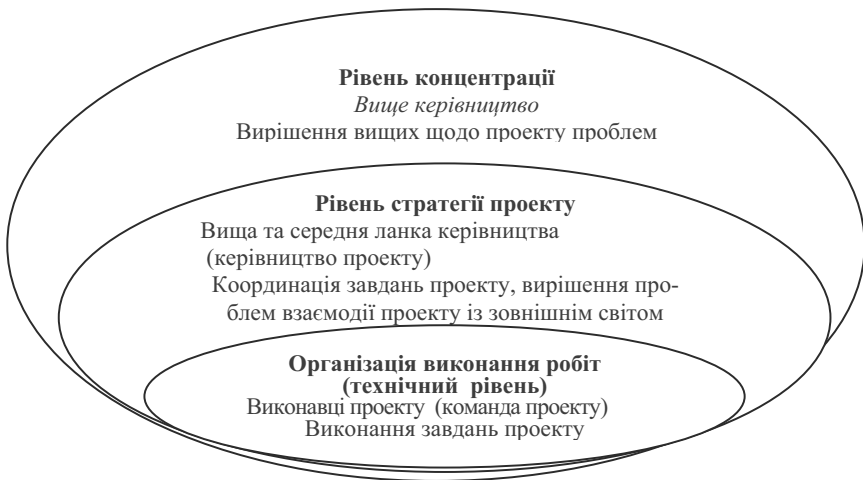 Рівень концентрації
Вище керівництво
Вирішення вищих щодо проекту проблем
Рівень стратегії проекту
Вища та середня ланка керівництва
(керівництво проекту)
Координація завдань проекту, вирішення про-
блем взаємодії проекту із зовнішнім світом
Організація виконання робіт
(технічний рівень)
Виконавці проекту (команда проекту)
Виконання завдань проекту